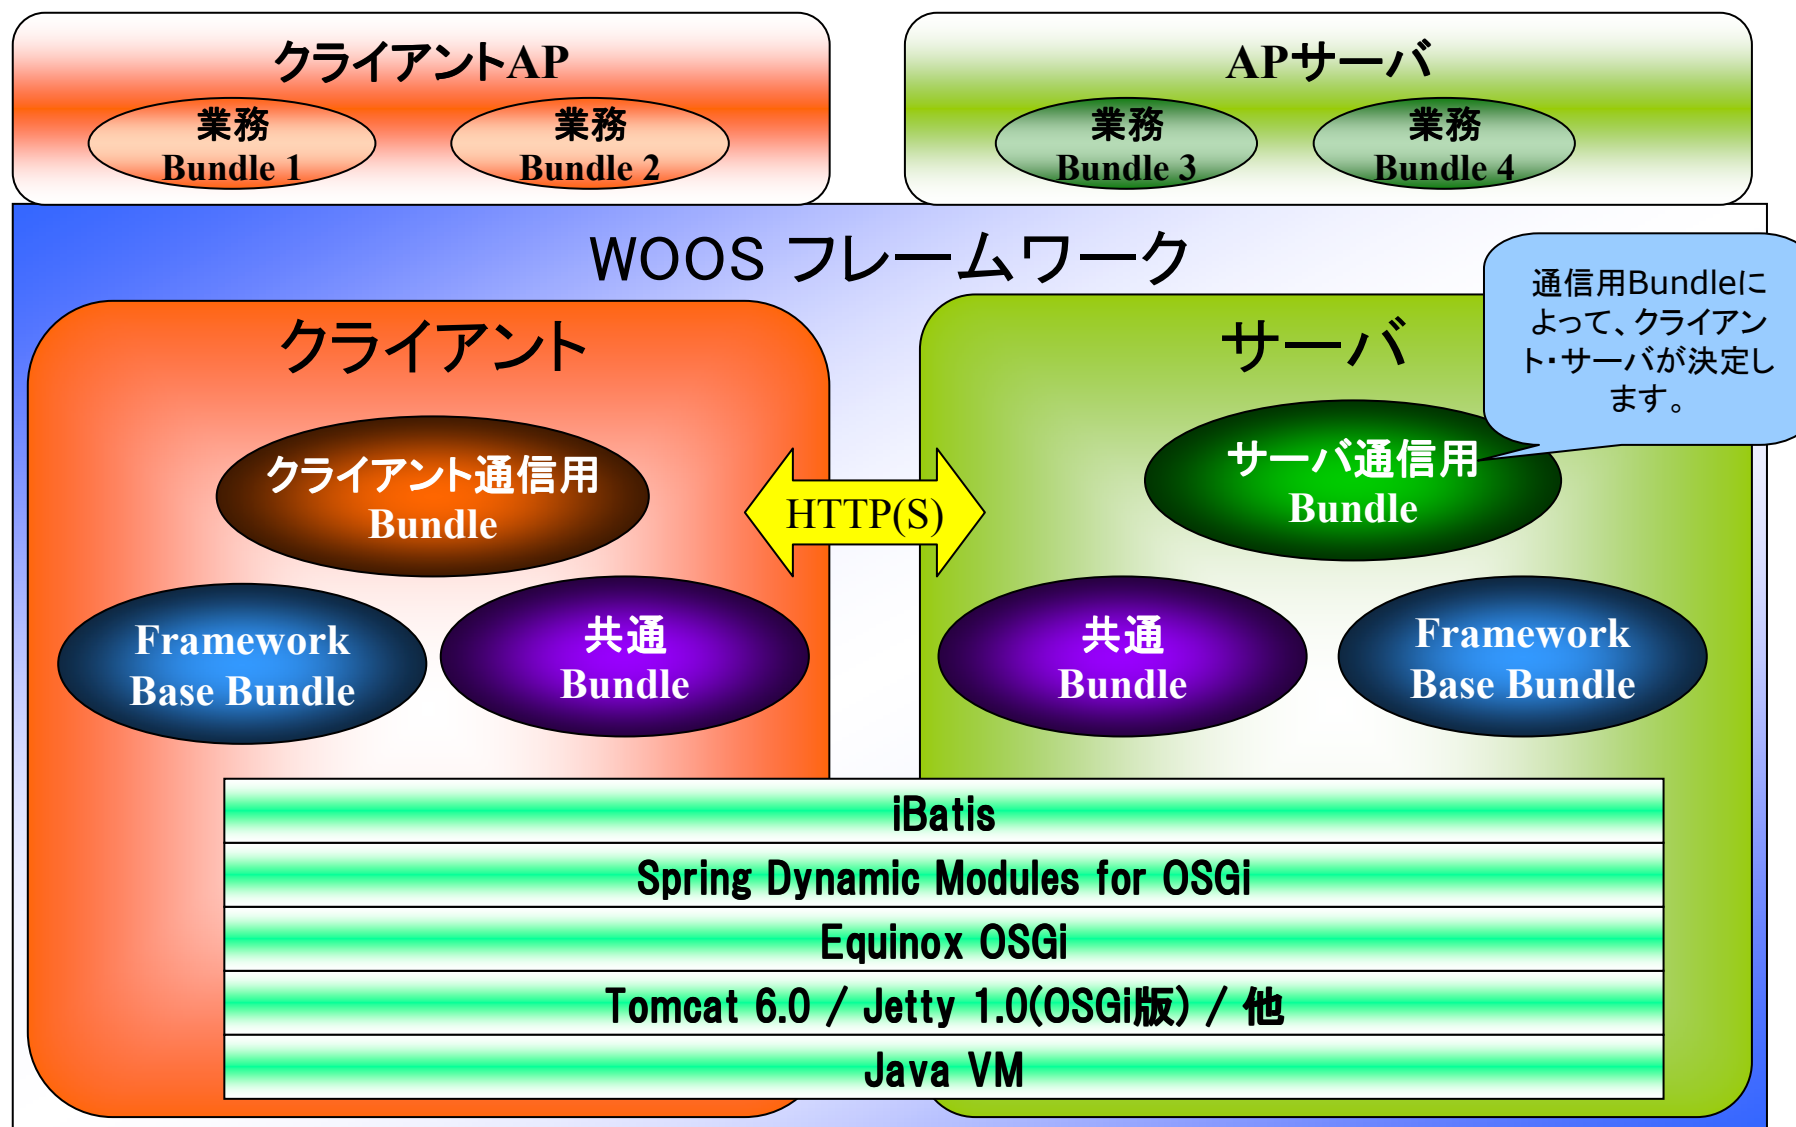 クライアントAP
業務
Bundle 1
業務
Bundle 2
APサーバ
業務
Bundle 3
業務
Bundle 4
WOOS フレームワーク
クライアント
クライアント通信用
Bundle
Framework
Base Bundle
共通
Bundle
HTTP(S)
サーバ
通信用Bundleに
よって、クライアン
ト・サーバが決定し
ます。
サーバ通信用
Bundle
共通
Bundle
Framework
Base Bundle
iBatis
Spring Dynamic Modules for OSGi
Equinox OSGi
Tomcat 6.0 / Jetty 1.0(OSGi版) / 他
Java VM